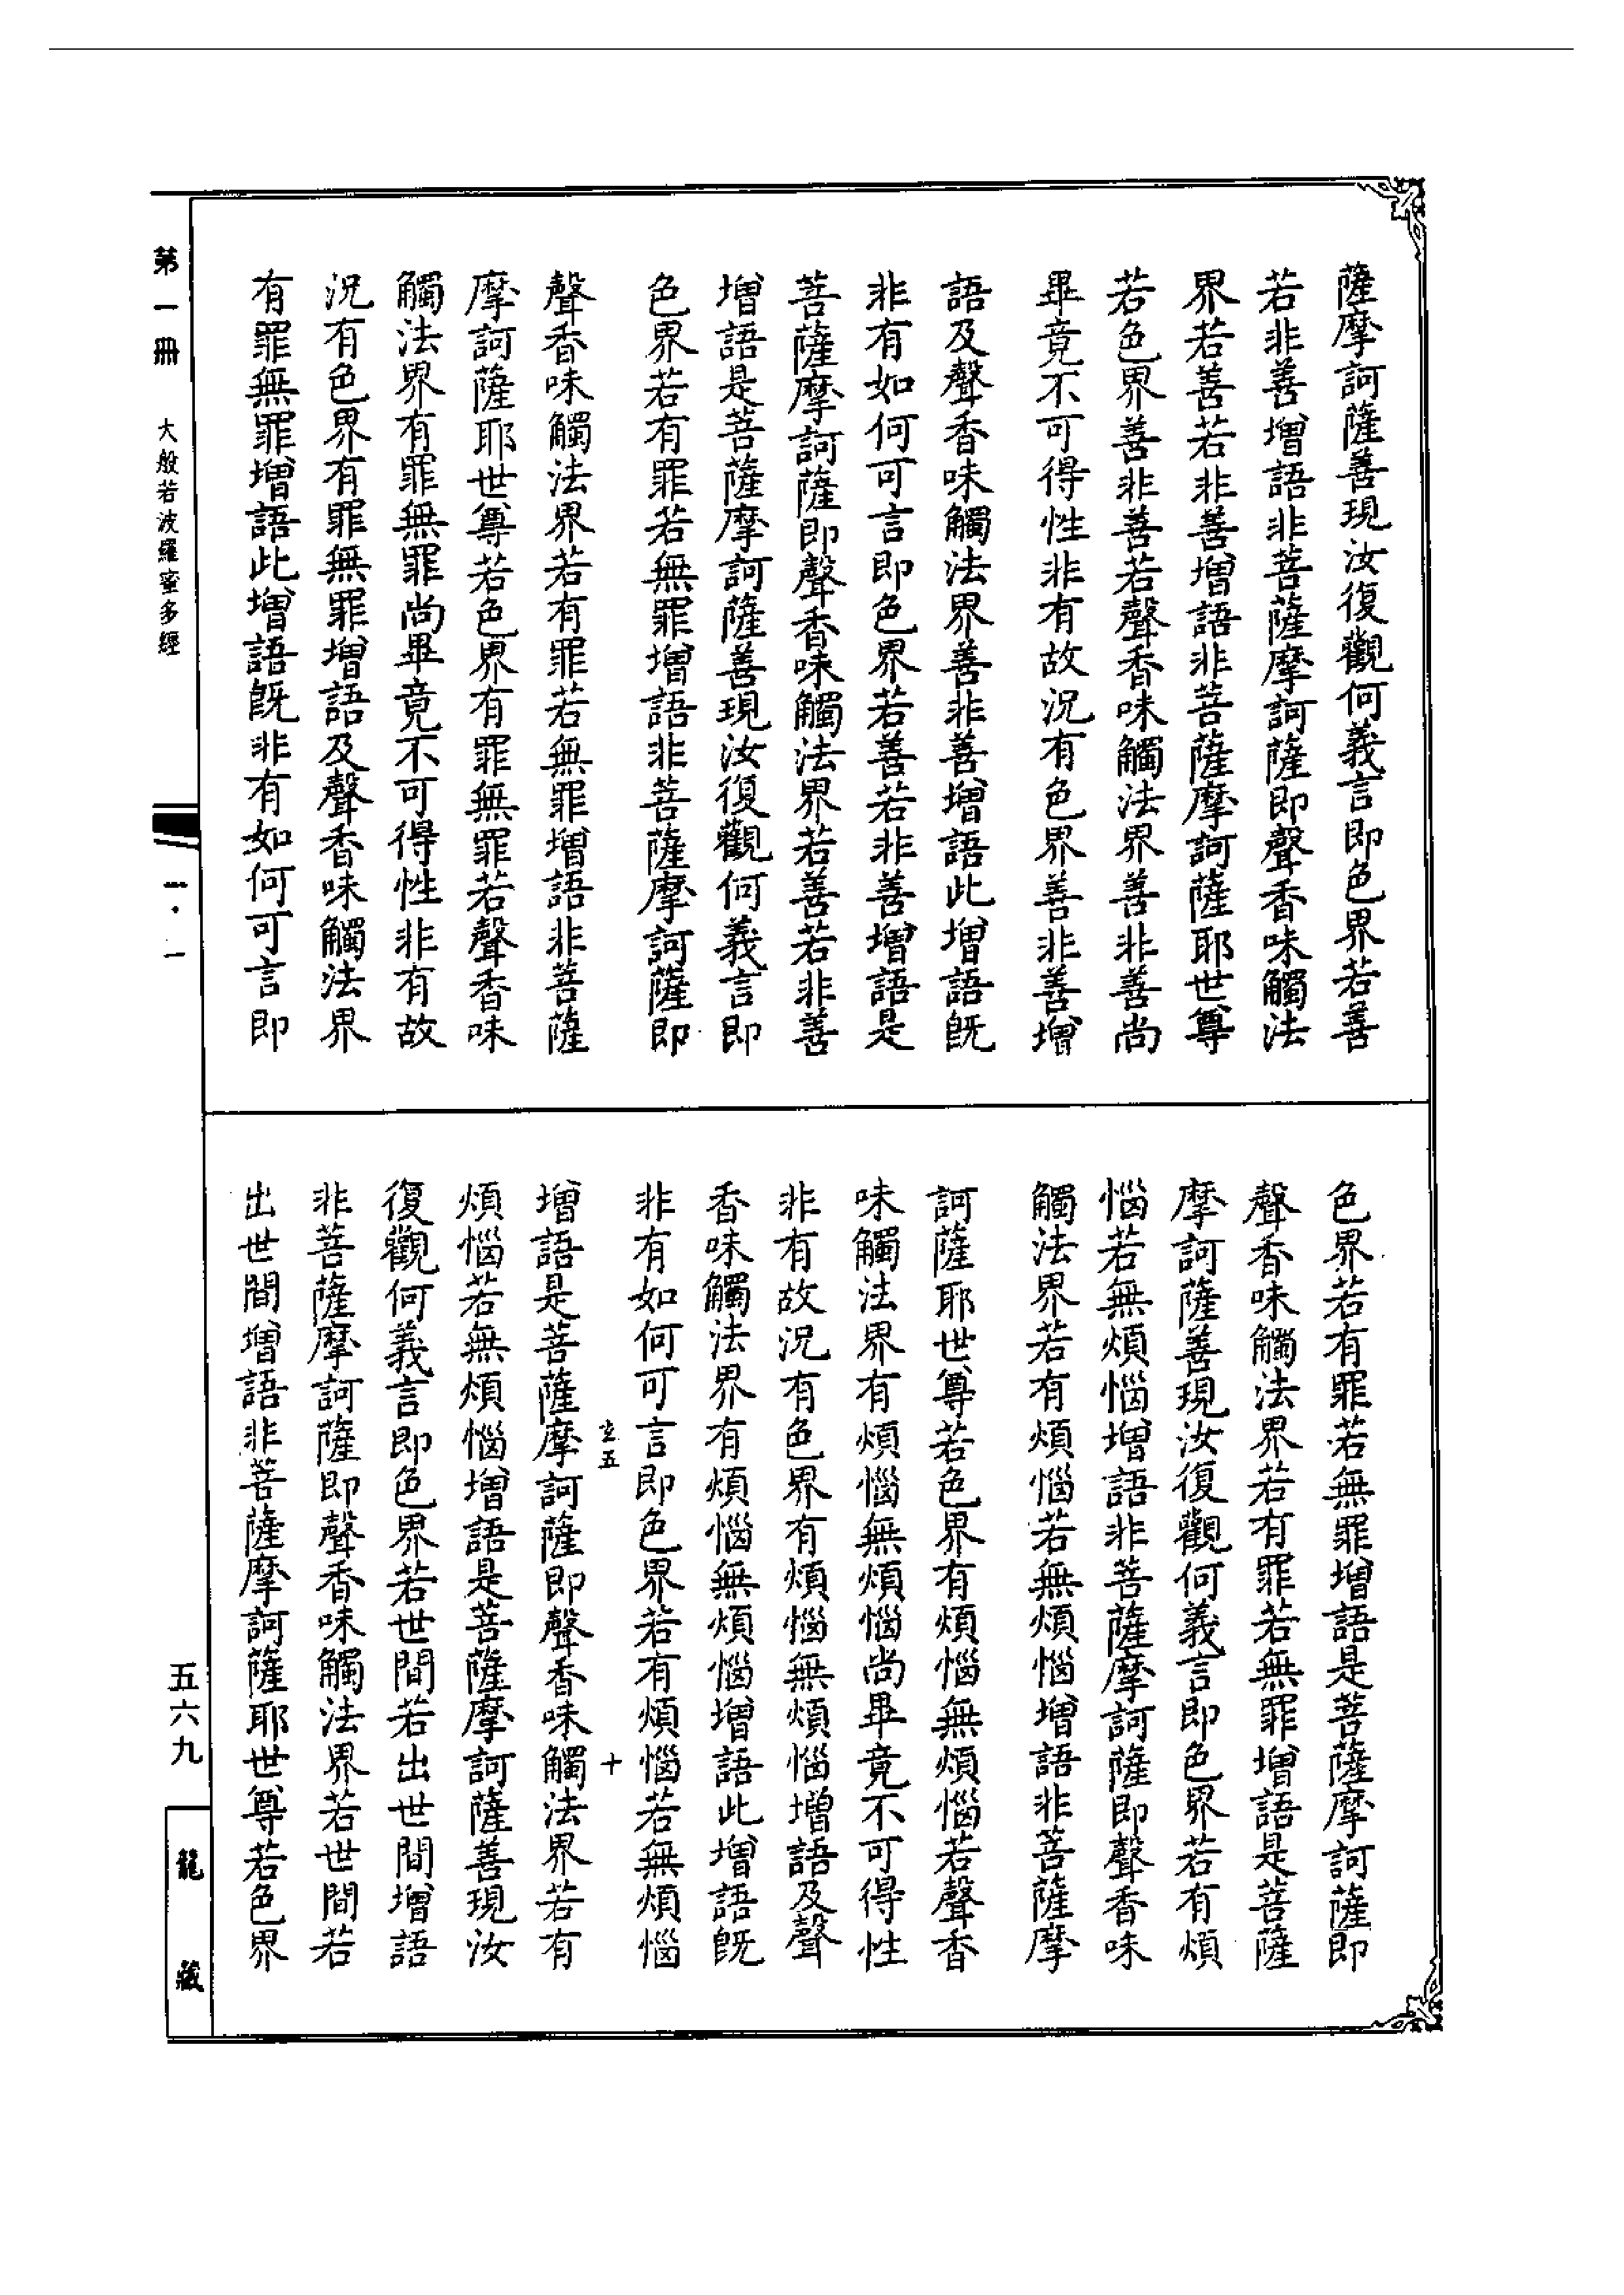 薩摩訶薩善現汝復觀何義言即色界若善
若非善增語非菩薩摩訶薩即聲香味觸法
界若善若非善增語非菩薩摩訶薩耶世尊
若色界善非善若聲香味觸法界善非善尚
畢竟不可得性非有故況有色界善非善增
語及聲香味觸法界善非善增語此增語旣
非有如何可言即色界若善若非善增語是
菩薩摩訶薩即聲香味觸法界若善若非善
增語是菩薩摩訶薩善現汝復觀何義言即
色界若有罪若無罪增語非菩薩摩訶薩即
聲香味觸法界若有罪若無罪增語非菩薩
摩訶薩耶世尊若色界有罪無罪若聲香味
觸法界有罪無罪尚畢竟不可得性非有故
況有色界有罪無罪增語及聲香味觸法界
有罪無罪增語此增語旣非有如何可言即
色界若有罪若無罪增語是菩薩摩訶薩即
聲香味觸法界若有罪若無罪增語是菩薩
摩訶薩善現汝復觀何義言即色界若有煩
惱若無煩惱增語非菩薩摩訶薩即聲香味
觸法界若有煩惱若無煩惱增語非菩薩摩
訶薩耶世尊若色界有煩惱無煩惱若聲香
味觸法界有煩惱無煩惱尚畢竟不可得性
非有故況有色界有煩惱無煩惱增語及聲
香味觸法界有煩惱無煩惱增語此增語旣
非有如何可言即色界若有煩惱若無煩惱
五 十
增語是菩薩摩訶薩即聲香味觸法界若有
煩惱若無煩惱增語是菩薩摩訶薩善現汝
復觀何義言即色界若世間若出世間增語
非菩薩摩訶薩即聲香味觸法界若世間若
出世間增語非菩薩摩訶薩耶世尊若色界
第一冊 大般若波羅蜜多經 一·一
五六九
龍藏